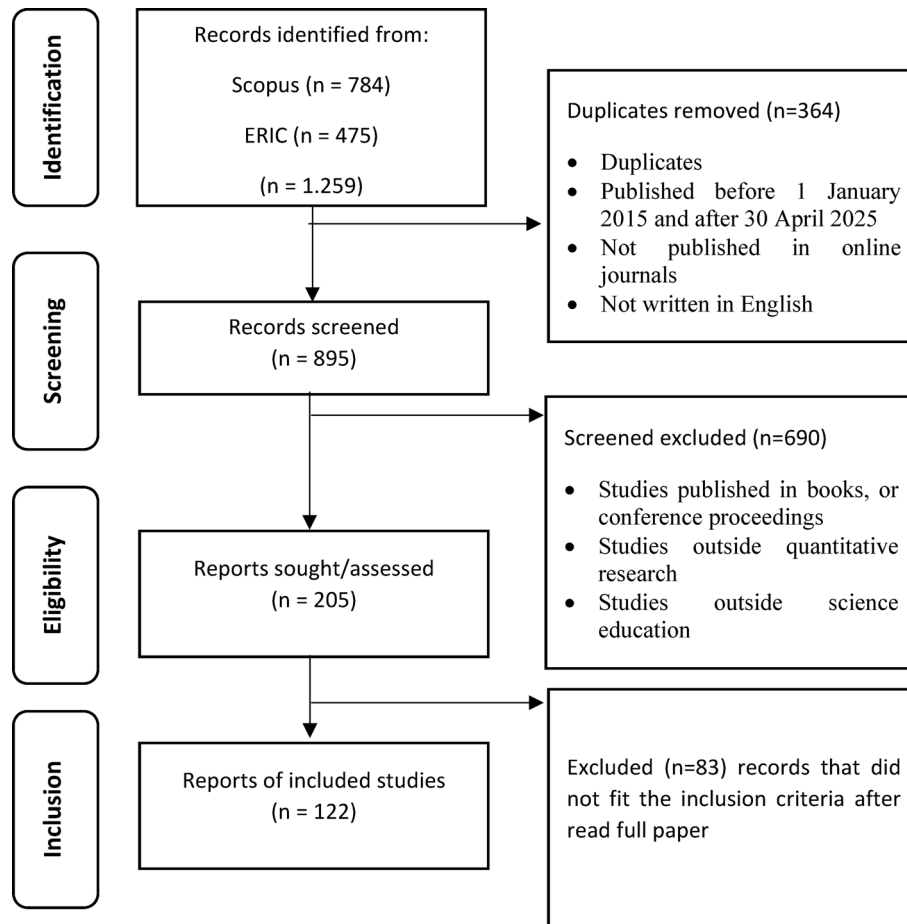 Identification
Records identified from:
Scopus (n = 784)
ERIC (n = 475)
(n = 1.259)
Duplicates removed (n=364)
• Duplicates
• Published before 1 January
2015 and after 30 April 2025
• Not published in online
journals
• Not written in English
Screening
Records screened
(n = 895)
Screened excluded (n=690)
• Studies published in books, or
conference proceedings
• Studies outside quantitative
research
• Studies outside science
education
Eligibility
Reports sought/assessed
(n = 205)
Inclusion
Reports of included studies
(n = 122)
Excluded (n=83) records that did
not fit the inclusion criteria after
read full paper